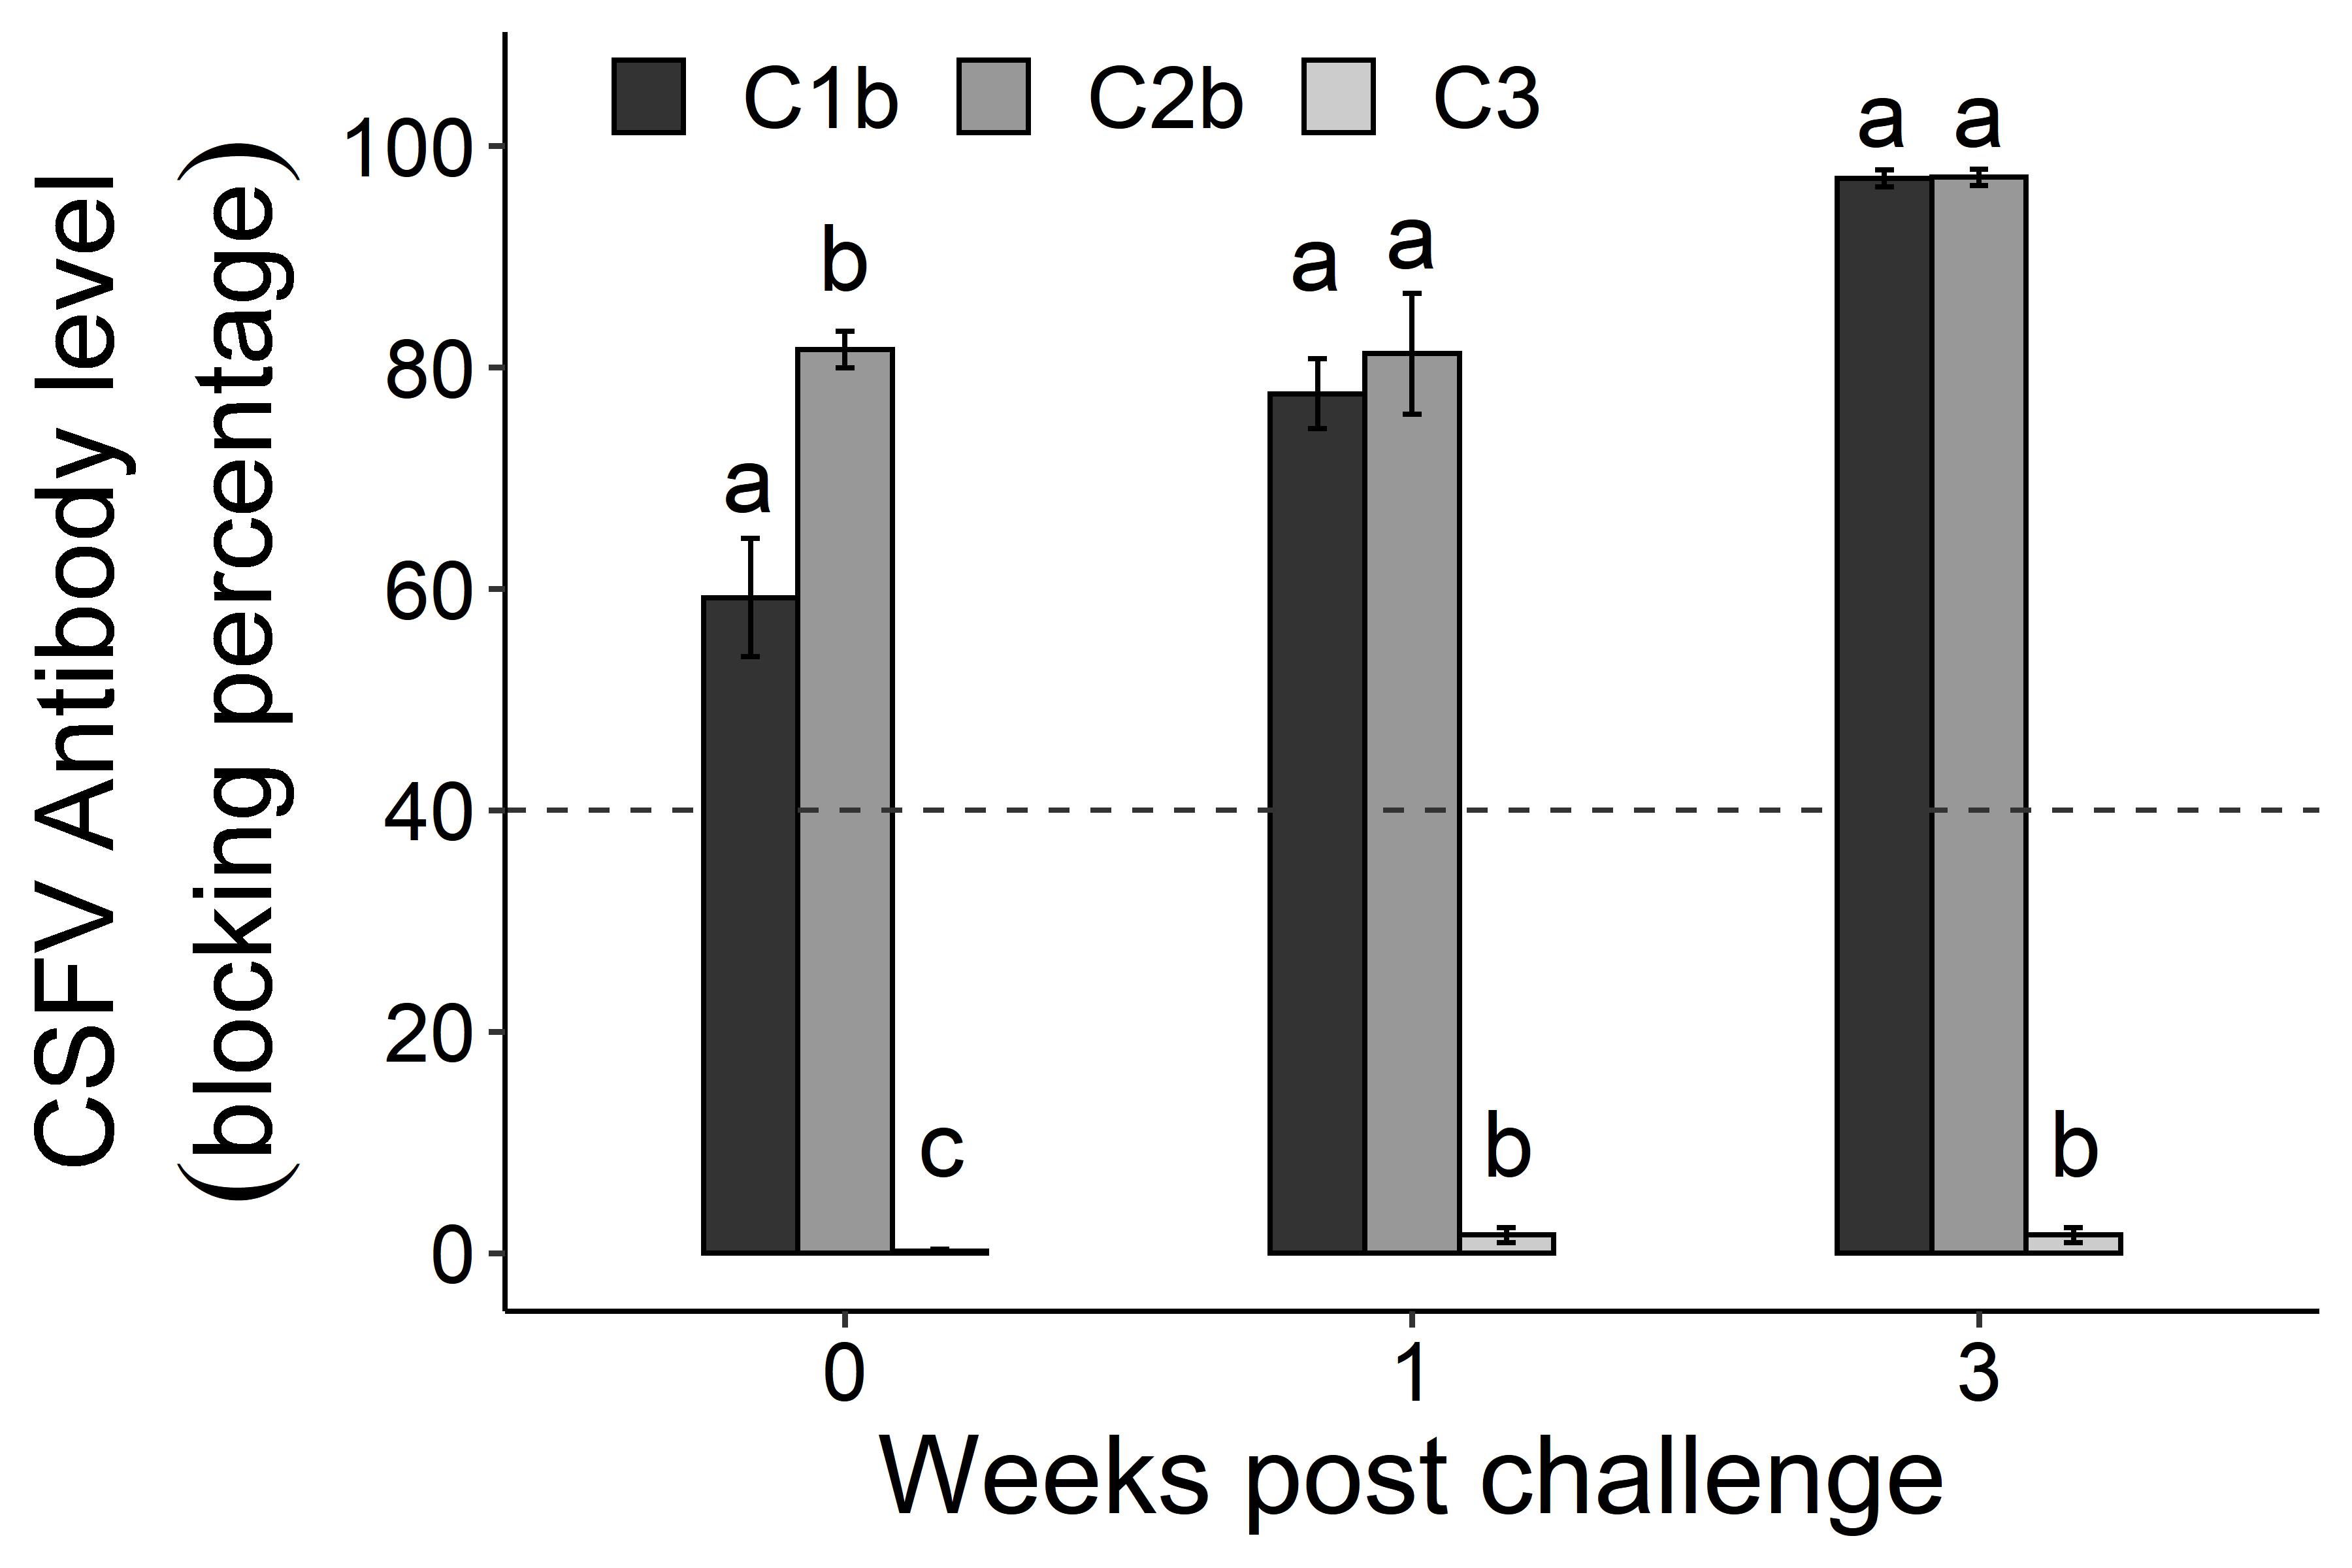 CSFV Antibody level
(blocking percentage)
C1b C2b C3
100
80
60
40
20
0
a b c
a a b
a a b
0 1 3
Weeks post challenge